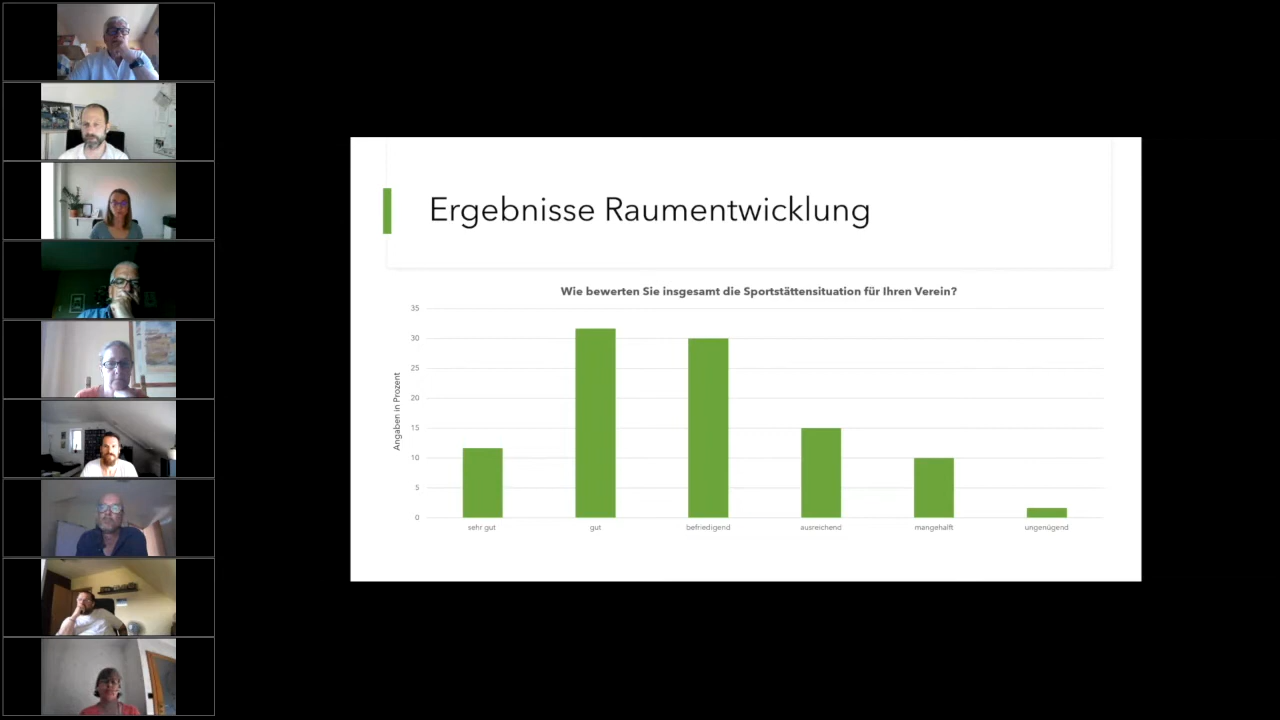 Ergebnisse Raumentwicklung
Wie bewerten Sie insgesamt die Sportstättensituation für Ihren Verein?
35
30
25
20
15
10
5
0
Angaben in Prozent
sehr gut
gut
befriedigend
ausreichend
mangehalft
ungenügend